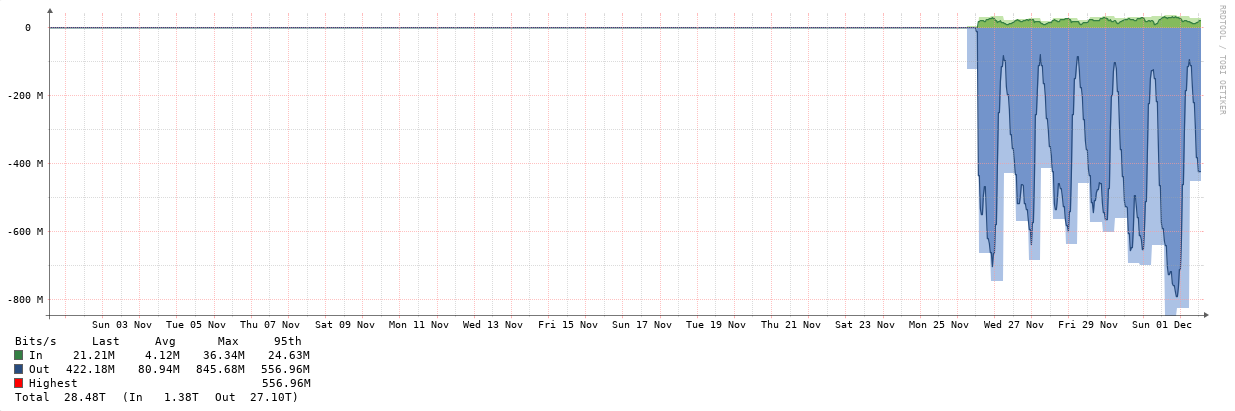 RRDTOOL / TOBI OETIKER
0
-200 M
-400 M
-600 M
-800 M
Sun 03 Nov Tue 05 Nov Thu 07 Nov Sat 09 Nov Mon 11 Nov Wed 13 Nov Fri 15 Nov Sun 17 Nov Tue 19 Nov Thu 21 Nov Sat 23 Nov Mon 25 Nov Wed 27 Nov Fri 29 Nov Sun 01 Dec
Bits/s Last Avg Max 95th
In 21.21M 4.12M 36.34M 24.63M
Out 422.18M 80.94M 845.68M 556.96M
Highest 556.96M
Total 28.48T (In 1.38T Out 27.10T)